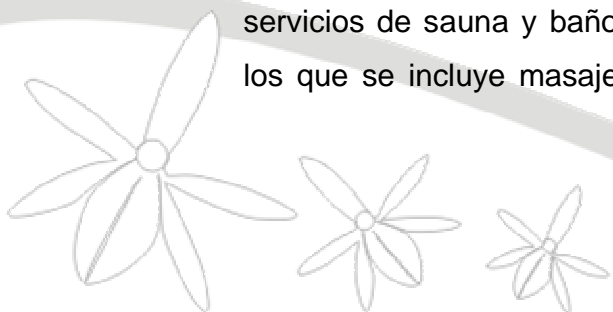 servicios de sauna y baño
los que se incluye masaje